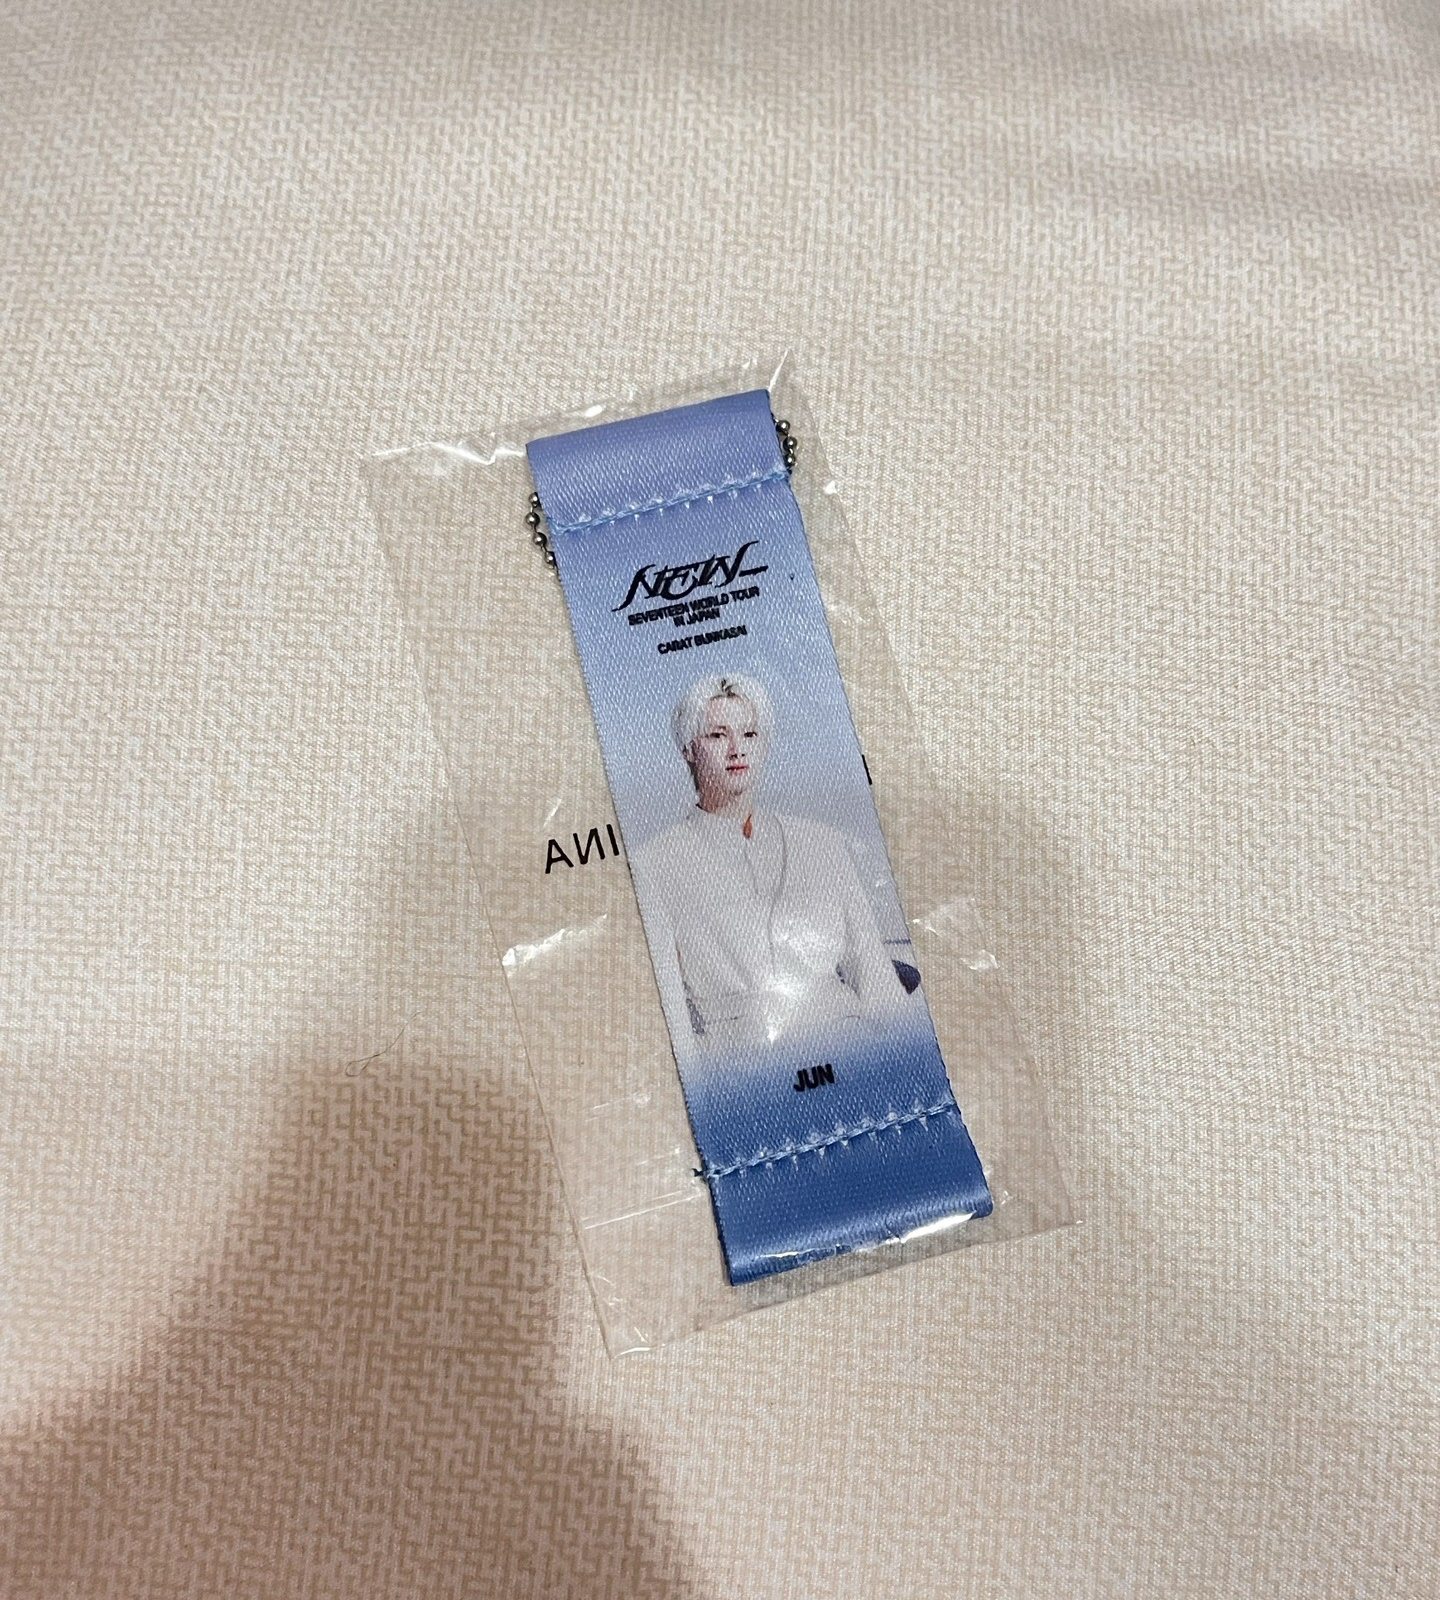 NEW_
SEVENTEEN WORLD TOUR
IN JAPAN
CARAT BUNKASAI
JUN